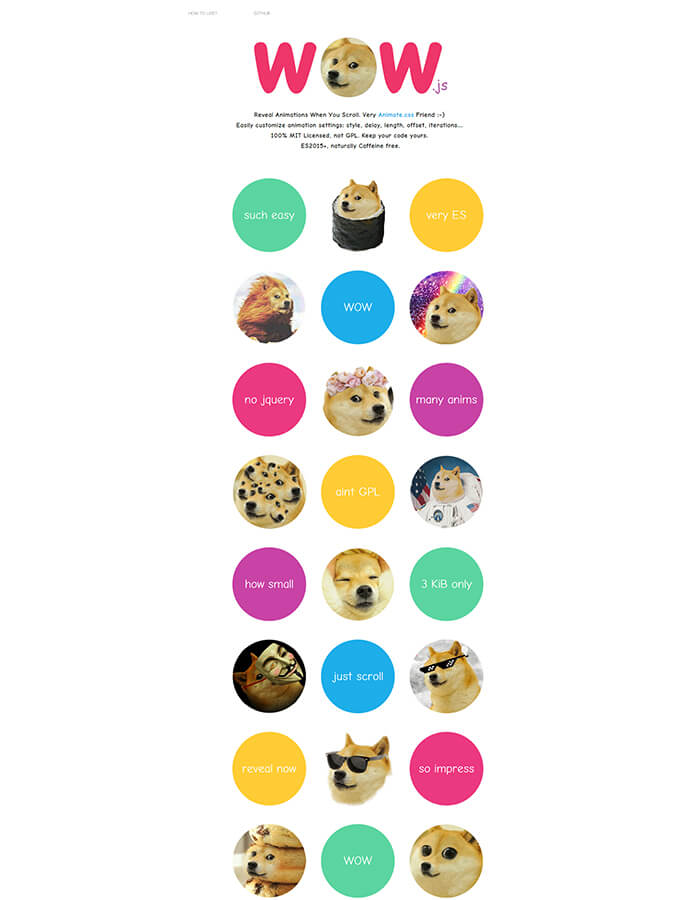 HOW TO USE?
GITHUB
WOW.js
Reveal Animations When You Scroll. Very Animate.css Friend :-)
Easily customize animation settings: style, delay, length, offset, iterations...
100% MIT Licensed, not GPL. Keep your code yours.
ES2015+, naturally Caffeine free.
such easy
very ES
WOW
no jquery
many anims
aint GPL
how small
3 KiB only
just scroll
reveal now
so impress
WOW